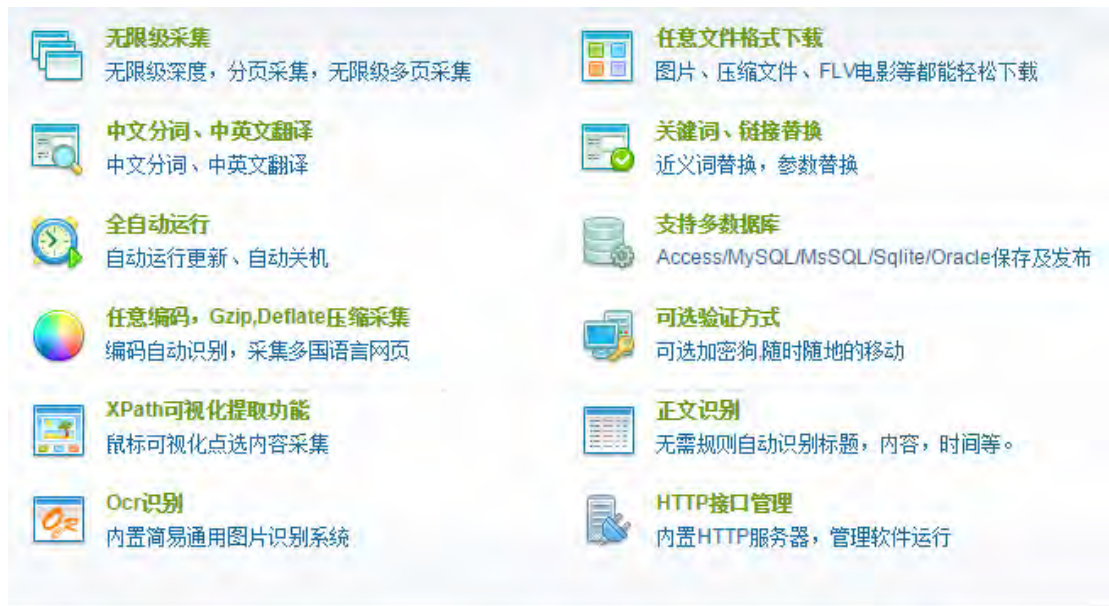 无限级采集
无限级深度，分页采集，无限级多页采集
任意文件格式下载
图片、压缩文件、FLV电影等都能轻松下载
中文分词、中英文翻译
中文分词、中英文翻译
关键词、链接替换
近义词替换，参数替换
全自动运行
自动运行更新、自动关机
支持多数据库
Access/MySQL/MsSQL/Sqlite/Oracle保存及发布
任意编码，Gzip,Deflate压缩采集
编码自动识别，采集多国语言网页
可选验证方式
可选加密狗,随时随地的移动
XPath可视化提取功能
鼠标可视化点选内容采集
正文识别
无需规则自动识别标题，内容，时间等。
Ocr识别
内置简易通用图片识别系统
HTTP接口管理
内置HTTP服务器，管理软件运行